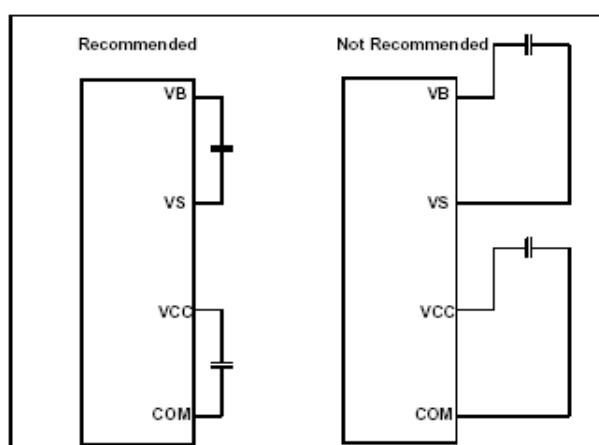 Recommended
VB
VS
VCC
COM
Not Recommended
VB
VS
VCC
COM